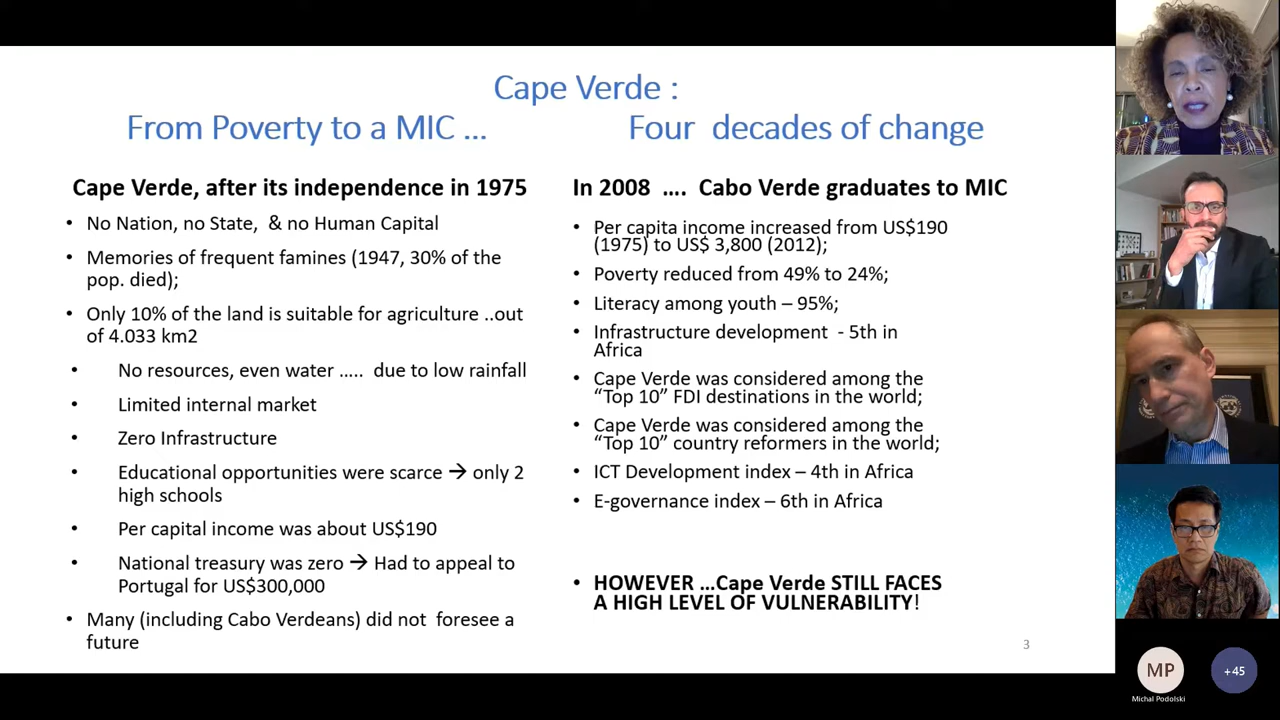 Cape Verde :
From Poverty to a MIC ... Four decades of change
Cape Verde, after its independence in 1975
• No Nation, no State, & no Human Capital
• Memories of frequent famines (1947, 30% of the
pop. died);
• Only 10% of the land is suitable for agriculture ..out
of 4.033 km2
• No resources, even water ….. due to low rainfall
• Limited internal market
• Zero Infrastructure
• Educational opportunities were scarce → only 2
high schools
• Per capital income was about US$190
• National treasury was zero → Had to appeal to
Portugal for US$300,000
• Many (including Cabo Verdeans) did not foresee a
future
In 2008 …. Cabo Verde graduates to MIC
• Per capita income increased from US$190
(1975) to US$ 3,800 (2012);
• Poverty reduced from 49% to 24%;
• Literacy among youth – 95%;
• Infrastructure development - 5th in
Africa
• Cape Verde was considered among the
“Top 10” FDI destinations in the world;
• Cape Verde was considered among the
“Top 10” country reformers in the world;
• ICT Development index – 4th in Africa
• E-governance index – 6th in Africa
• HOWEVER …Cape Verde STILL FACES
A HIGH LEVEL OF VULNERABILITY!
3
MP
Michal Podolski
+45